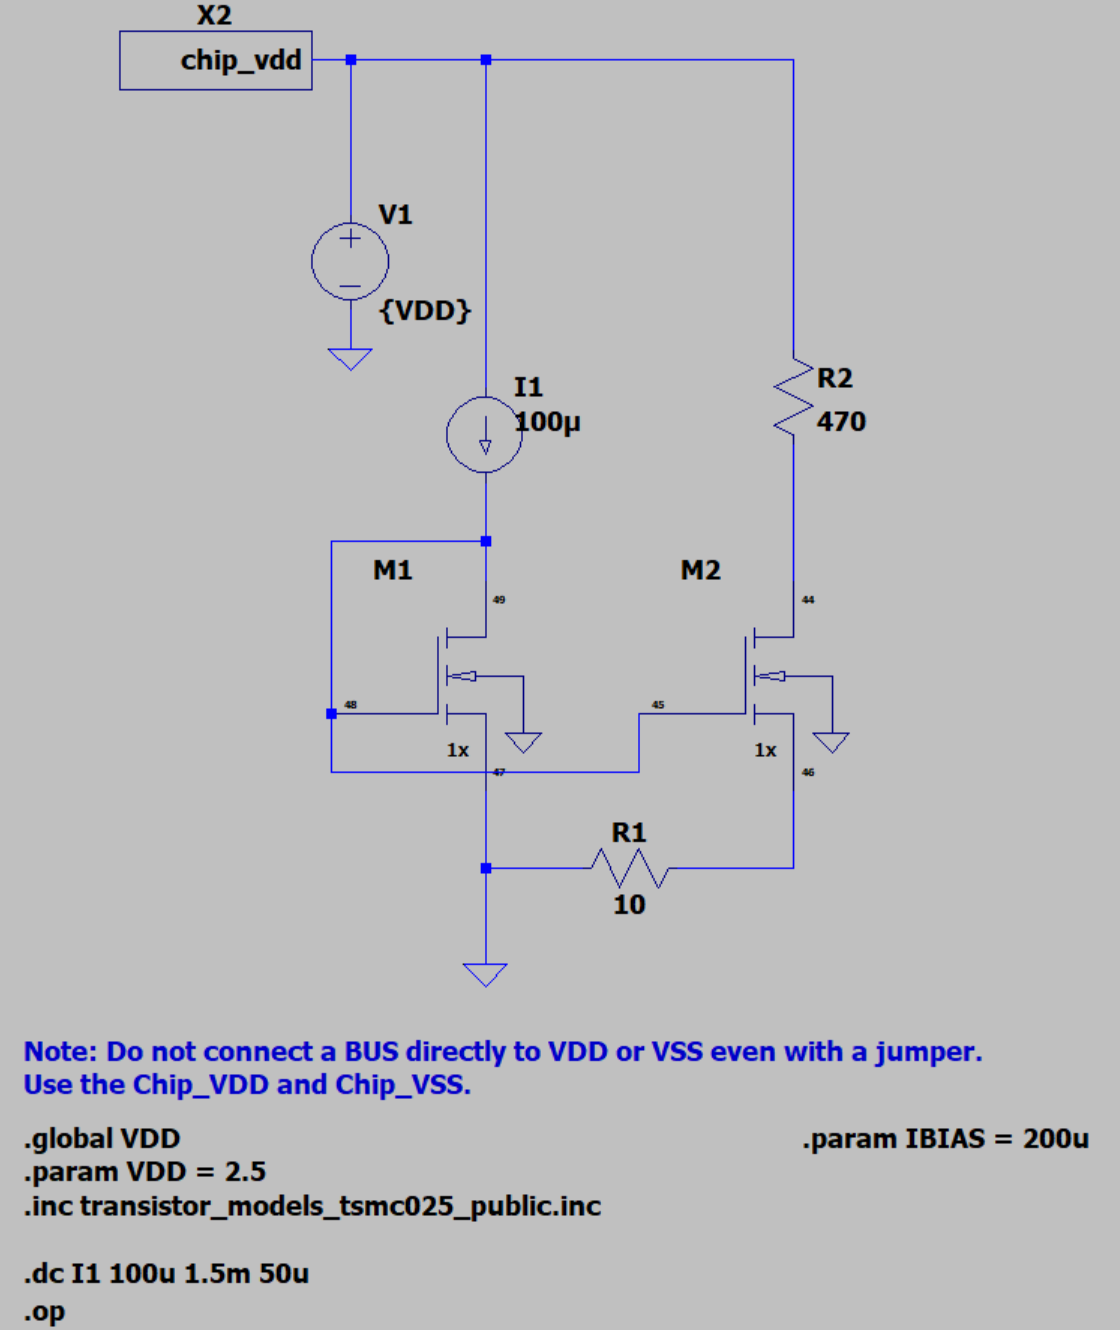 X2
chip_vdd
V1
{VDD}
I1
100µ
R2
470
M1
M2
49
44
48
45
1x
1x
47
46
R1
10
Note: Do not connect a BUS directly to VDD or VSS even with a jumper.
Use the Chip_VDD and Chip_VSS.
.global VDD
.param IBIAS = 200u
.param VDD = 2.5
.inc transistor_models_tsmc025_public.inc
.dc I1 100u 1.5m 50u
.op